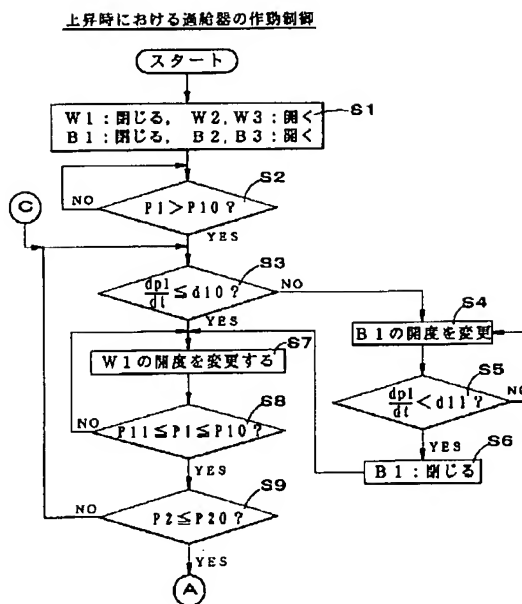 上昇時における過給器の作動制御
スタート
W1:閉じる, W2,W3:開く
B1:閉じる, B2,B3:開く
S1
S2
C
NO
P1>P10?
YES
S3
dp1/dt≦d10?
NO
YES
S4
B1の開度を変更
S7
W1の開度を変更する
S5
dp1/dt<d11?
NO
YES
S6
B1:閉じる
S8
NO
P11≦P1≦P10?
YES
S9
NO
P2≦P20?
YES
A